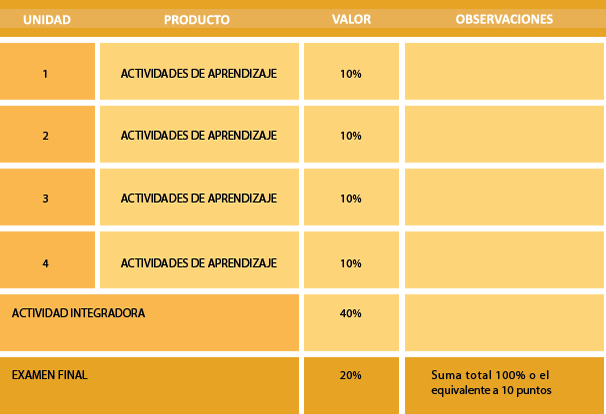 UNIDAD PRODUCTO VALOR OBSERVACIONES
1 ACTIVIDADES DE APRENDIZAJE 10%
2 ACTIVIDADES DE APRENDIZAJE 10%
3 ACTIVIDADES DE APRENDIZAJE 10%
4 ACTIVIDADES DE APRENDIZAJE 10%
ACTIVIDAD INTEGRADORA 40%
EXAMEN FINAL 20% Suma total 100% o el
equivalente a 10 puntos